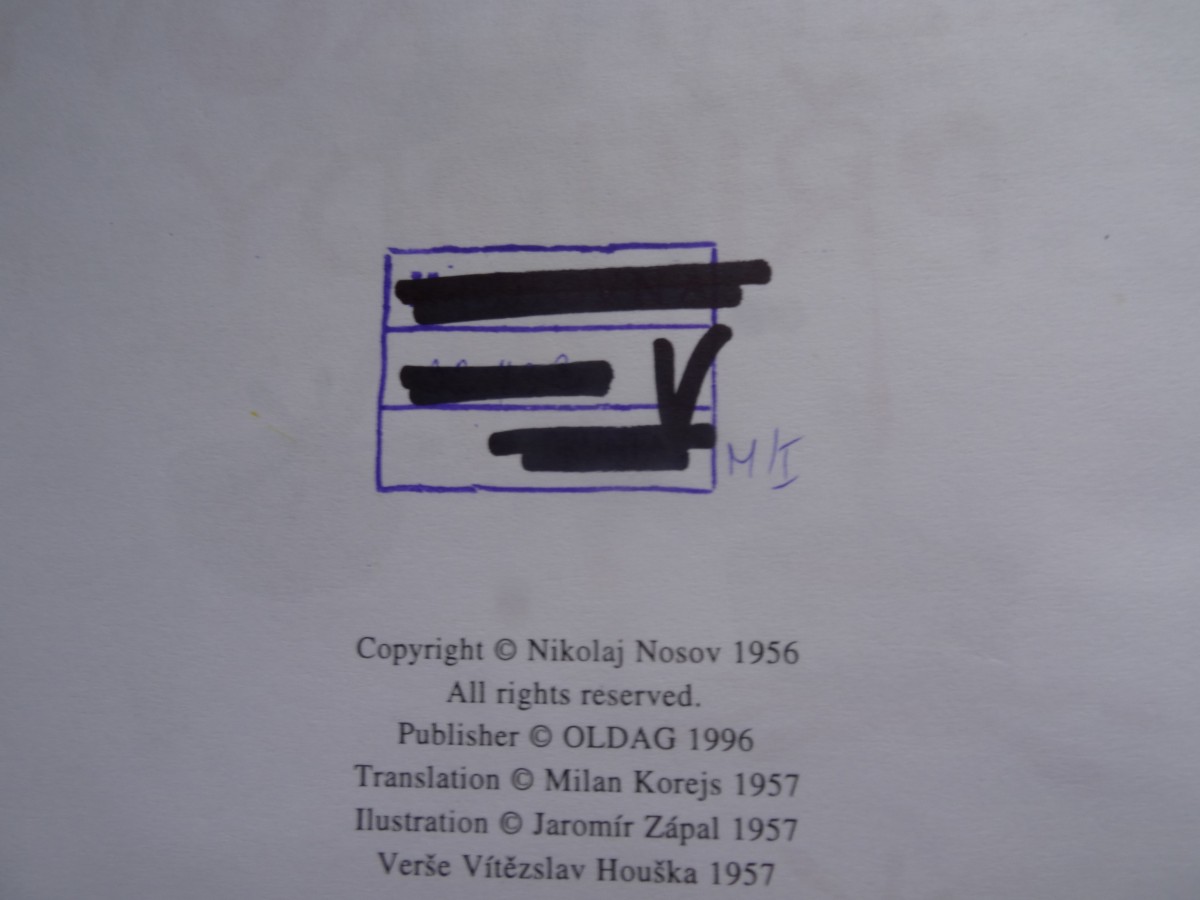 V
M/I
Copyright © Nikolaj Nosov 1956
All rights reserved.
Publisher © OLDAG 1996
Translation © Milan Korejs 1957
Ilustration © Jaromír Zápal 1957
Verše Vítězslav Houška 1957